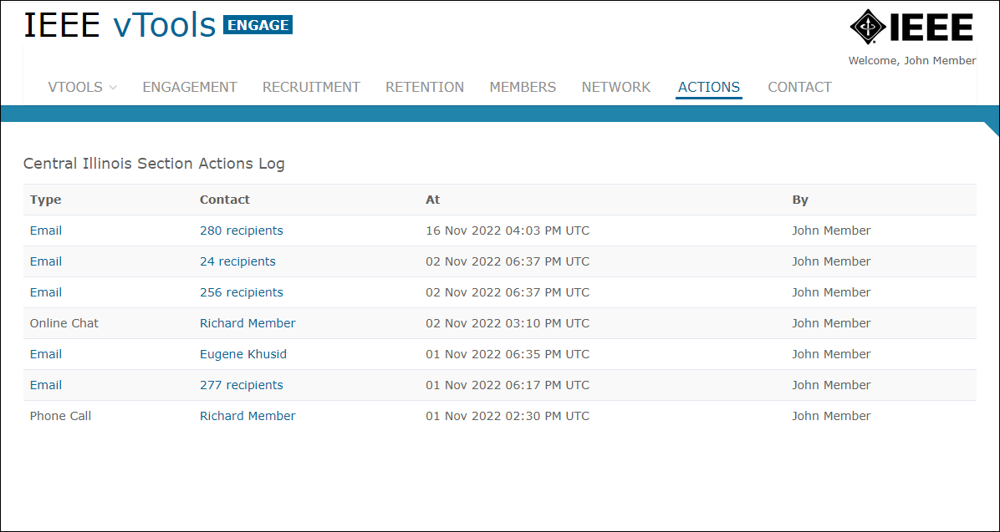 IEEE vTools ENGAGE
IEEE
Welcome, John Member
VTOOLS ENGAGEMENT RECRUITMENT RETENTION MEMBERS NETWORK ACTIONS CONTACT
Central Illinois Section Actions Log
Type Contact At By
Email 280 recipients 16 Nov 2022 04:03 PM UTC John Member
Email 24 recipients 02 Nov 2022 06:37 PM UTC John Member
Email 256 recipients 02 Nov 2022 06:37 PM UTC John Member
Online Chat Richard Member 02 Nov 2022 03:10 PM UTC John Member
Email Eugene Khusid 01 Nov 2022 06:35 PM UTC John Member
Email 277 recipients 01 Nov 2022 06:17 PM UTC John Member
Phone Call Richard Member 01 Nov 2022 02:30 PM UTC John Member